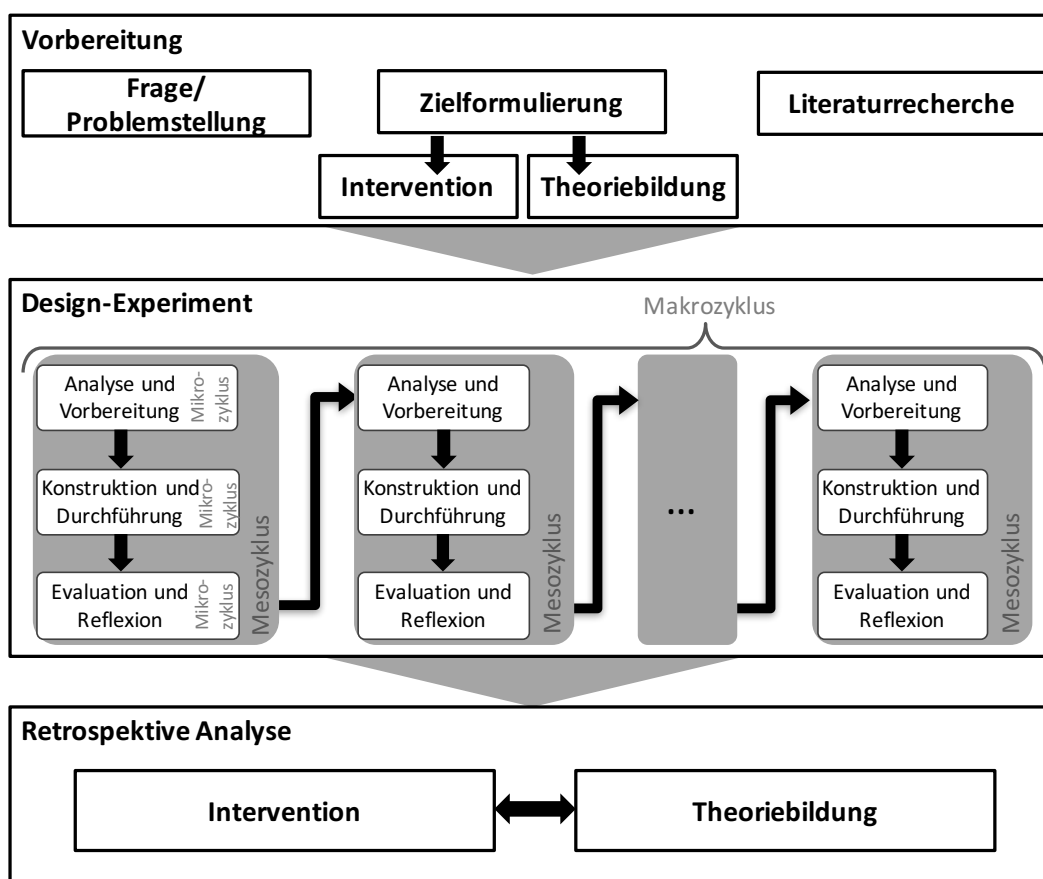 Vorbereitung
Frage/
Problemstellung
Zielformulierung
Literaturrecherche
Intervention
Theoriebildung
Design-Experiment
Makrozyklus
Analyse und
Vorbereitung
Mikro-
zyklus
Konstruktion und
Durchführung
Mikro-
zyklus
Evaluation und
Reflexion
Mikro-
zyklus
Mesozyklus
Analyse und
Vorbereitung
Konstruktion und
Durchführung
Evaluation und
Reflexion
Mesozyklus
...
Analyse und
Vorbereitung
Konstruktion und
Durchführung
Evaluation und
Reflexion
Mesozyklus
Retrospektive Analyse
Intervention
Theoriebildung